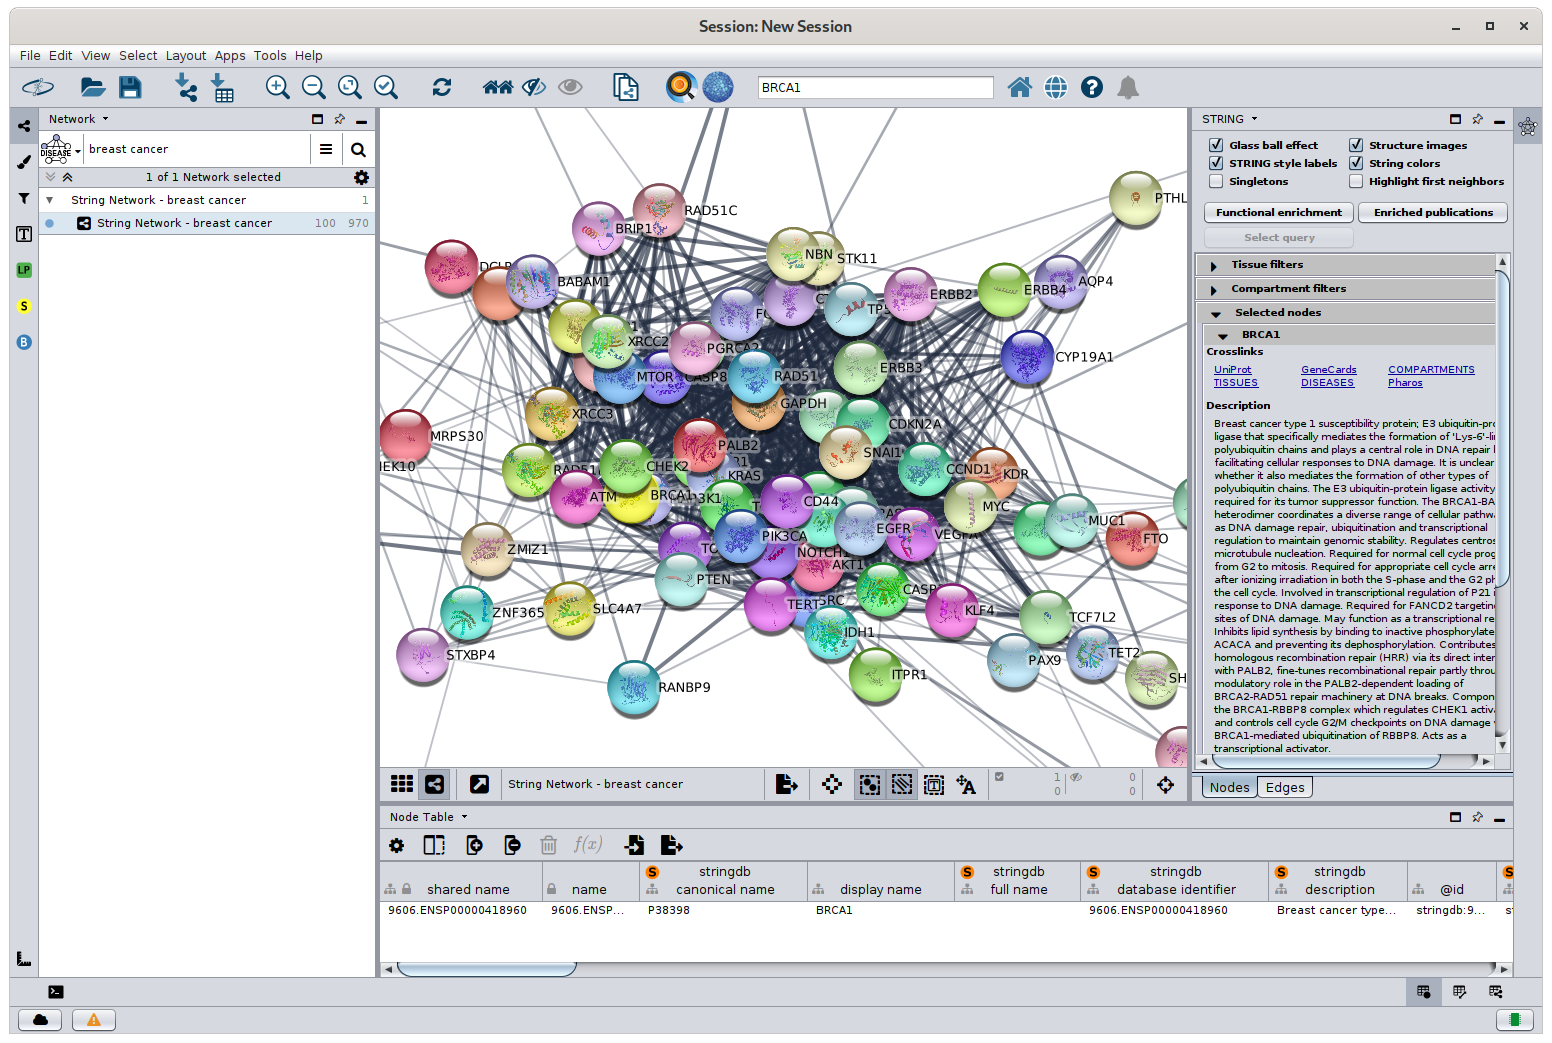 Session: New Session
File Edit View Select Layout Apps Tools Help
BRCA1
Network
DISEASE
breast cancer
1 of 1 Network selected
String Network - breast cancer 1
String Network - breast cancer 100 970
T
LP
S
B
RAD51C
BRIP1
PTHL
NBN
STK11
BABAM1
ERBB2
ERBB4
AQP4
XRCC2
PGRCA2
CYP19A1
MTOR
CASP8
RAD51
ERBB3
GAPDH
XRCC3
CDKN2A
MRPS30
PALB2
SNAI1
HEK10
CHEK2
KRAS
CCND1
KDR
ATM
BRCA1
CD44
MYC
MUC1
PIK3CA
EGFR
FTO
ZMIZ1
NOTCH1
AKT1
PTEN
CASP
ZNF365
SLC4A7
TERT
SRC
KLF4
TCF7L2
IDH1
STXBP4
PAX9
TET2
ITPR1
SH
RANBP9
String Network - breast cancer
1 0
0 0
STRING
Glass ball effect Structure images
STRING style labels String colors
Singletons Highlight first neighbors
Functional enrichment Enriched publications
Select query
Tissue filters
Compartment filters
Selected nodes
BRCA1
Crosslinks
UniProt GeneCards COMPARTMENTS
TISSUES DISEASES Pharos
Description
Breast cancer type 1 susceptibility protein; E3 ubiquitin-pro
ligase that specifically mediates the formation of 'Lys-6'-li
polyubiquitin chains and plays a central role in DNA repair
facilitating cellular responses to DNA damage. It is unclear
whether it also mediates the formation of other types of
polyubiquitin chains. The E3 ubiquitin-protein ligase activity
required for its tumor suppressor function. The BRCA1-BA
heterodimer coordinates a diverse range of cellular pathw
as DNA damage repair, ubiquitination and transcriptional
regulation to maintain genomic stability. Regulates centros
microtubule nucleation. Required for normal cell cycle prog
from G2 to mitosis. Required for appropriate cell cycle arre
after ionizing irradiation in both the S-phase and the G2 ph
the cell cycle. Involved in transcriptional regulation of P21 i
response to DNA damage. Required for FANCD2 targetin
sites of DNA damage. May function as a transcriptional re
Inhibits lipid synthesis by binding to inactive phosphorylate
ACACA and preventing its dephosphorylation. Contributes
homologous recombination repair (HRR) via its direct inter
with PALB2, fine-tunes recombinational repair partly throu
modulatory role in the PALB2-dependent loading of
BRCA2-RAD51 repair machinery at DNA breaks. Compon
the BRCA1-RBBP8 complex which regulates CHEK1 activ
and controls cell cycle G2/M checkpoints on DNA damage
BRCA1-mediated ubiquitination of RBBP8. Acts as a
transcriptional activator.
Nodes Edges
Node Table
f(x)
shared name
name
stringdb canonical name
display name
stringdb full name
stringdb database identifier
stringdb description
@id
9606.ENSP00000418960 9606.ENSP... P38398 BRCA1 9606.ENSP00000418960 Breast cancer type... stringdb:9... s